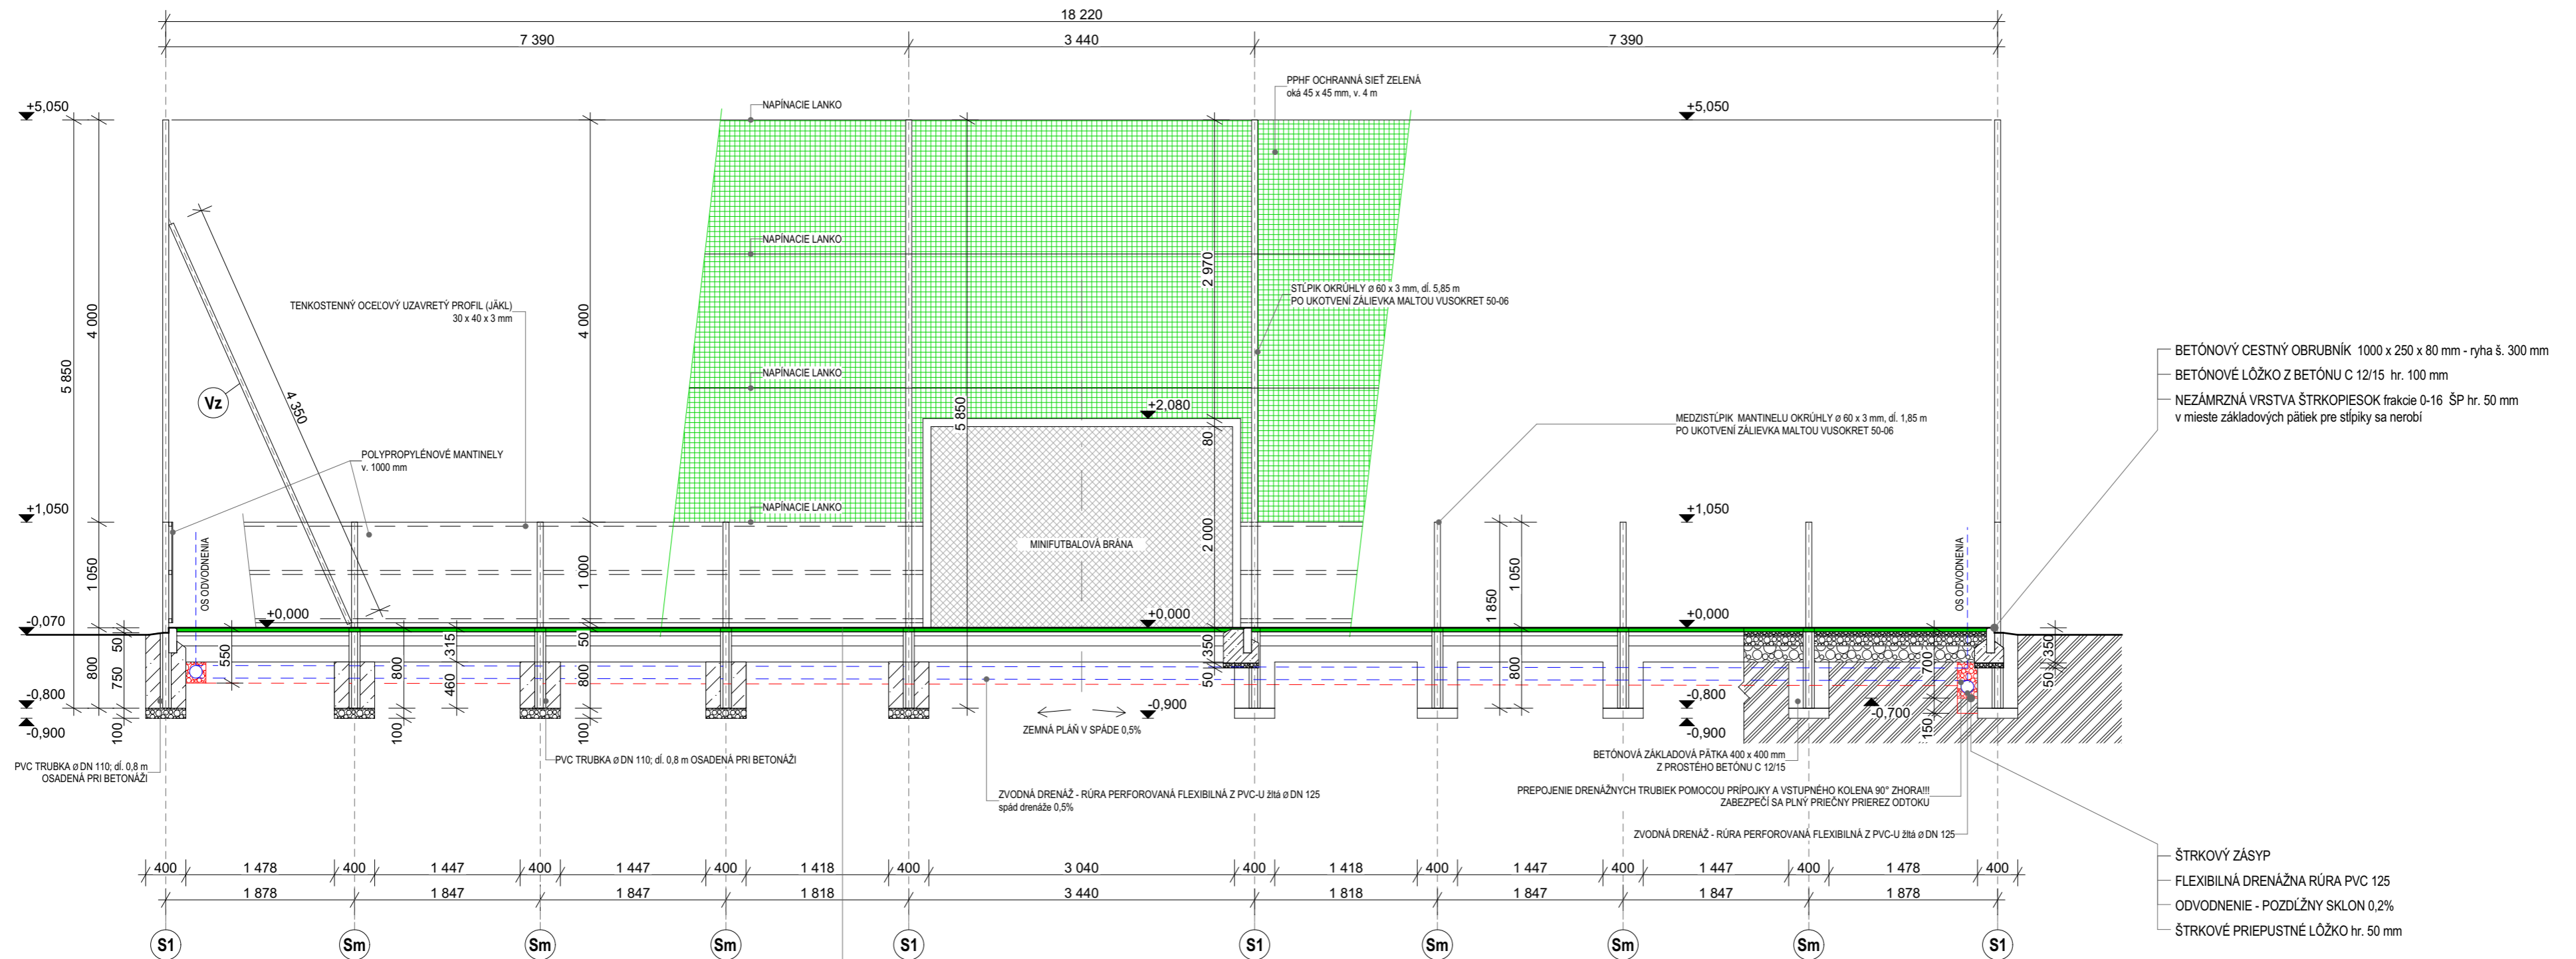 18 220
7 390
3 440
7 390
PPHF OCHRANNÁ SIEŤ ZELENÁ
oká 45 x 45 mm, v. 4 m
+5,050
NAPÍNACIE LANKO
+5,050
NAPÍNACIE LANKO
2 970
4 000
4 000
TENKOSTENNÝ OCEĽOVÝ UZAVRETÝ PROFIL (JÄKL)
30 x 40 x 3 mm
STĹPIK OKRÚHLY ø 60 x 3 mm, dĺ. 5,85 m
PO UKOTVENÍ ZÁLIEVKA MALTOU VUSOKRET 50-06
5 850
Vz
4 350
NAPÍNACIE LANKO
5 850
+2,080
80
BETÓNOVÝ CESTNÝ OBRUBNÍK 1000 x 250 x 80 mm - ryha š. 300 mm
BETÓNOVÉ LÔŽKO Z BETÓNU C 12/15 hr. 100 mm
NEZÁMRZNÁ VRSTVA ŠTRKOPIESOK frakcie 0-16 ŠP hr. 50 mm
v mieste základových pätiek pre stĺpiky sa nerobí
MEDZISTĹPIK MANTINELU OKRÚHLY ø 60 x 3 mm, dĺ. 1,85 m
PO UKOTVENÍ ZÁLIEVKA MALTOU VUSOKRET 50-06
POLYPROPYLÉNOVÉ MANTINELY
v. 1000 mm
+1,050
NAPÍNACIE LANKO
+1,050
1 050
OS ODVODNENIA
1 000
MINIFUTBALOVÁ BRÁNA
2 000
1 850
1 050
OS ODVODNENIA
-0,070
+0,000
+0,000
+0,000
50
800
750
550
800
315
460
50
800
350
50
800
700
350
50
-0,800
-0,900
100
100
100
-0,900
ZEMNÁ PLÁŇ V SPÁDE 0,5%
-0,800
-0,900
-0,700
150
PVC TRUBKA ø DN 110; dĺ. 0,8 m
OSADENÁ PRI BETONÁŽI
PVC TRUBKA ø DN 110; dĺ. 0,8 m OSADENÁ PRI BETONÁŽI
BETÓNOVÁ ZÁKLADOVÁ PÄTKA 400 x 400 mm
Z PROSTÉHO BETÓNU C 12/15
ZVODNÁ DRENÁŽ - RÚRA PERFOROVANÁ FLEXIBILNÁ Z PVC-U žltá ø DN 125
spád drenáže 0,5%
PREPOJENIE DRENÁŽNYCH TRUBIEK POMOCOU PRÍPOJKY A VSTUPNÉHO KOLENA 90° ZHORA!!!
ZABEZPEČÍ SA PLNÝ PRIEČNY PRIEREZ ODTOKU
ZVODNÁ DRENÁŽ - RÚRA PERFOROVANÁ FLEXIBILNÁ Z PVC-U žltá ø DN 125
ŠTRKOVÝ ZÁSYP
FLEXIBILNÁ DRENÁŽNA RÚRA PVC 125
ODVODNENIE - POZDĹŽNY SKLON 0,2%
ŠTRKOVÉ PRIEPUSTNÉ LÔŽKO hr. 50 mm
400 1 478 400 1 447 400 1 447 400 1 418 400 3 040 400 1 418 400 1 447 400 1 447 400 1 478 400
1 878 1 847 1 847 1 818 3 440 1 818 1 847 1 847 1 878
S1 Sm Sm Sm S1 S1 Sm Sm Sm S1